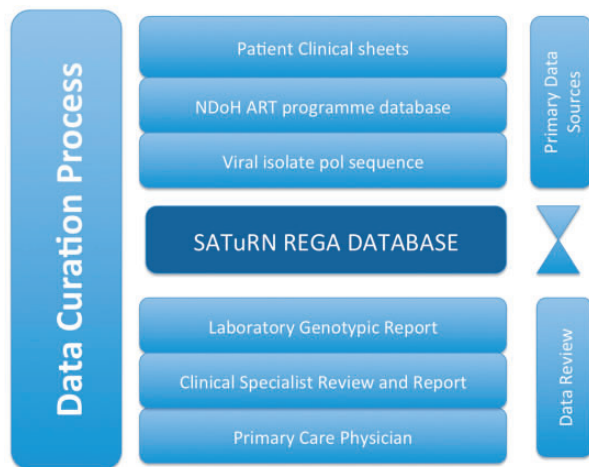 Data Curation Process
Patient Clinical sheets
NDoH ART programme database
Viral isolate pol sequence
Primary Data
Sources
SATuRN REGA DATABASE
Laboratory Genotypic Report
Clinical Specialist Review and Report
Primary Care Physician
Data Review